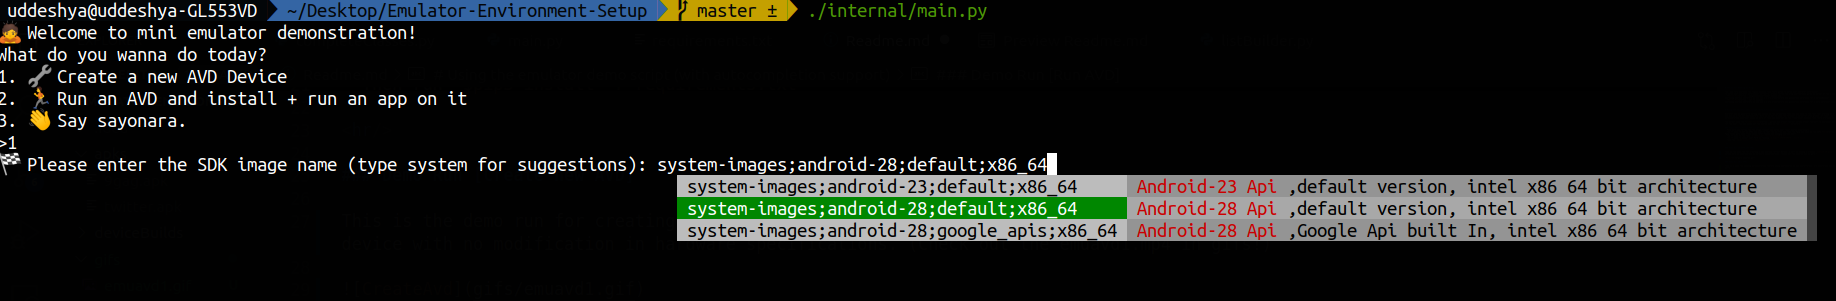 uddeshya@uddeshya-GL553VD ~/Desktop/Emulator-Environment-Setup master ± ./internal/main.py
🙇 Welcome to mini emulator demonstration!
What do you wanna do today?
1. 🔧 Create a new AVD Device
2. 🏃 Run an AVD and install + run an app on it
3. 👋 Say sayonara.
>1
🏁 Please enter the SDK image name (type system for suggestions): system-images;android-28;default;x86_64
system-images;android-23;default;x86_64 Android-23 Api ,default version, intel x86 64 bit architecture
system-images;android-28;default;x86_64 Android-28 Api ,default version, intel x86 64 bit architecture
system-images;android-28;google_apis;x86_64 Android-28 Api ,Google Api built In, intel x86 64 bit architecture